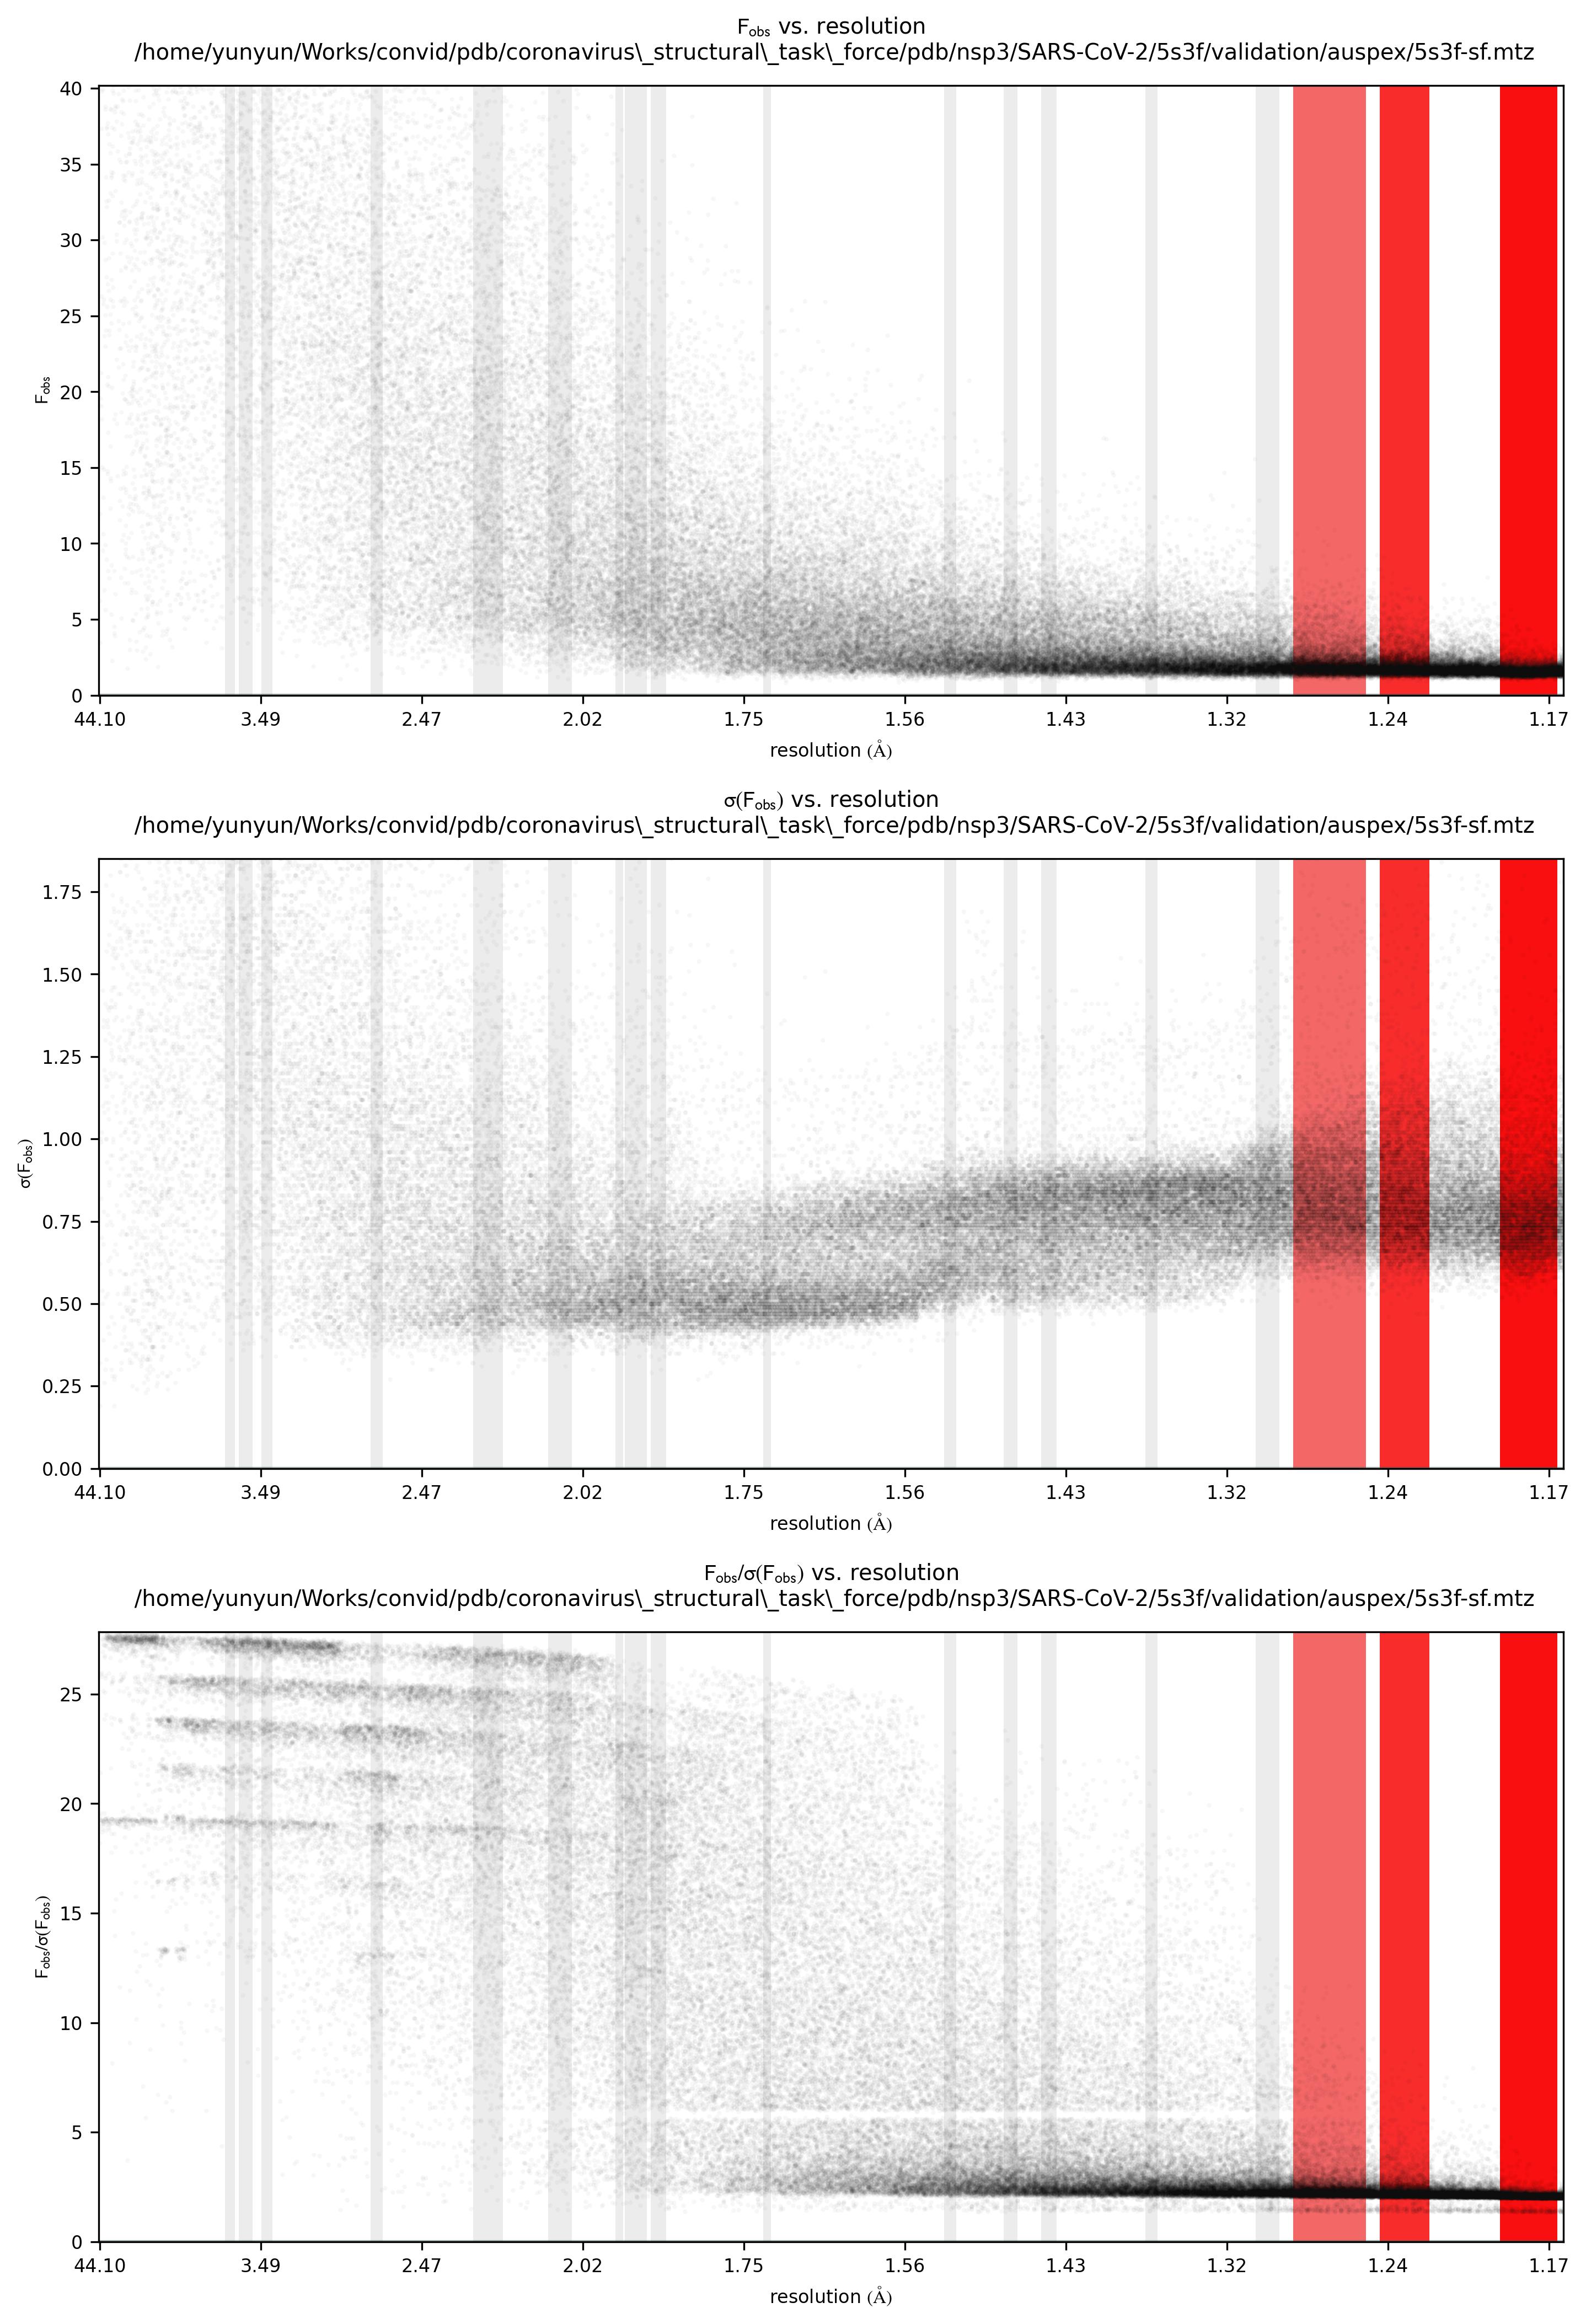 F_obs vs. resolution
/home/yunyun/Works/convid/pdb/coronavirus\_structural\_task\_force/pdb/nsp3/SARS-CoV-2/5s3f/validation/auspex/5s3f-sf.mtz
40
35
30
25
20
15
10
5
0
F_obs
44.10 3.49 2.47 2.02 1.75 1.56 1.43 1.32 1.24 1.17
resolution (Å)
σ(F_obs) vs. resolution
/home/yunyun/Works/convid/pdb/coronavirus\_structural\_task\_force/pdb/nsp3/SARS-CoV-2/5s3f/validation/auspex/5s3f-sf.mtz
1.75
1.50
1.25
1.00
0.75
0.50
0.25
0.00
σ(F_obs)
44.10 3.49 2.47 2.02 1.75 1.56 1.43 1.32 1.24 1.17
resolution (Å)
F_obs/σ(F_obs) vs. resolution
/home/yunyun/Works/convid/pdb/coronavirus\_structural\_task\_force/pdb/nsp3/SARS-CoV-2/5s3f/validation/auspex/5s3f-sf.mtz
25
20
15
10
5
0
F_obs/σ(F_obs)
44.10 3.49 2.47 2.02 1.75 1.56 1.43 1.32 1.24 1.17
resolution (Å)